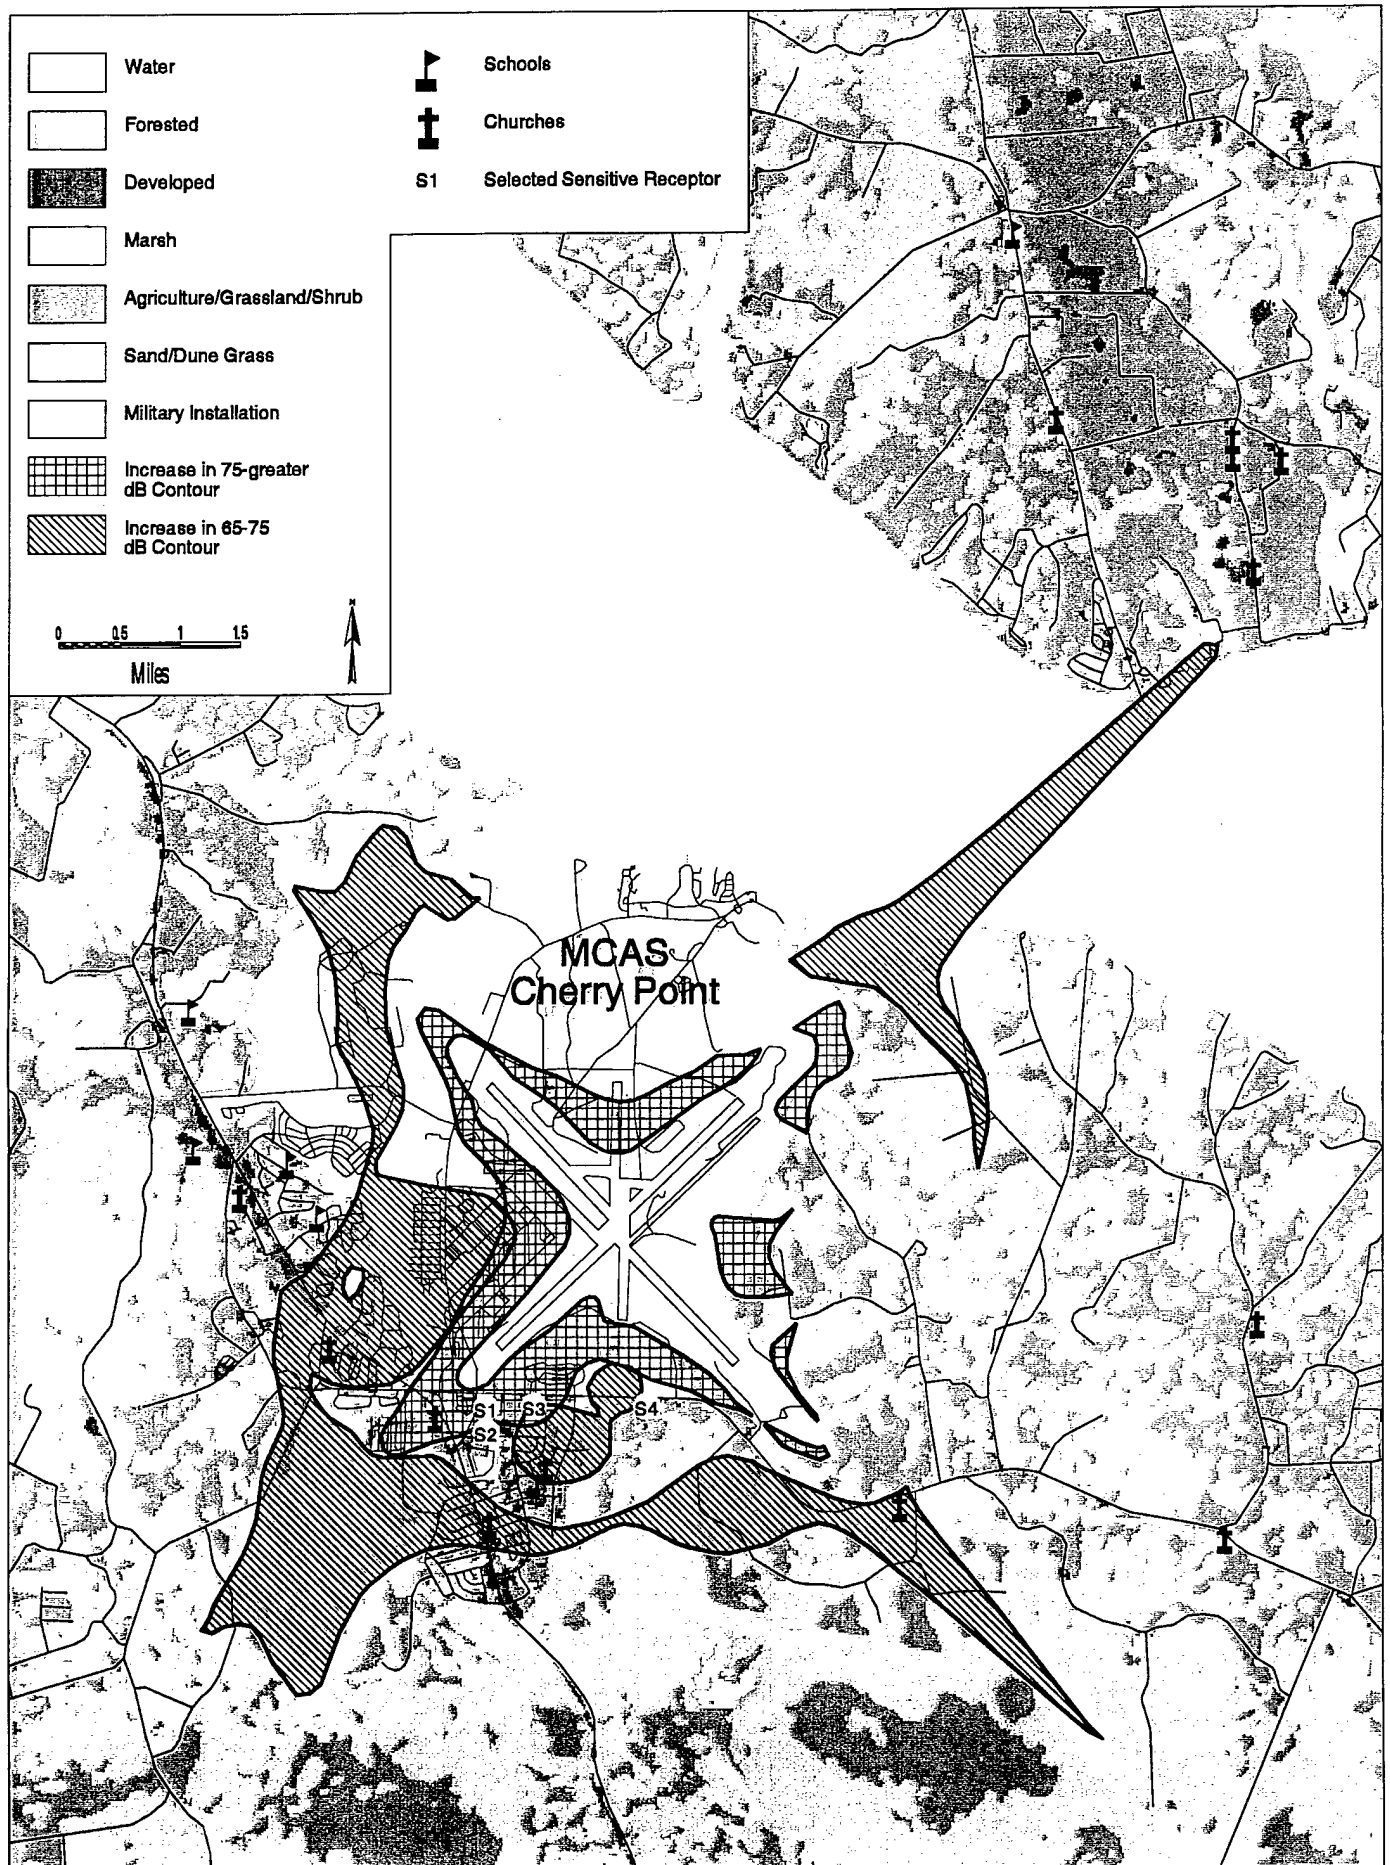 Water
Forested
Developed
Marsh
Agriculture/Grassland/Shrub
Sand/Dune Grass
Military Installation
Increase in 75-greater
dB Contour
Increase in 65-75
dB Contour
Schools
Churches
S1 Selected Sensitive Receptor
N
0 0.5 1 1.5
Miles
MCAS
Cherry Point
S1 S3 S4
S2